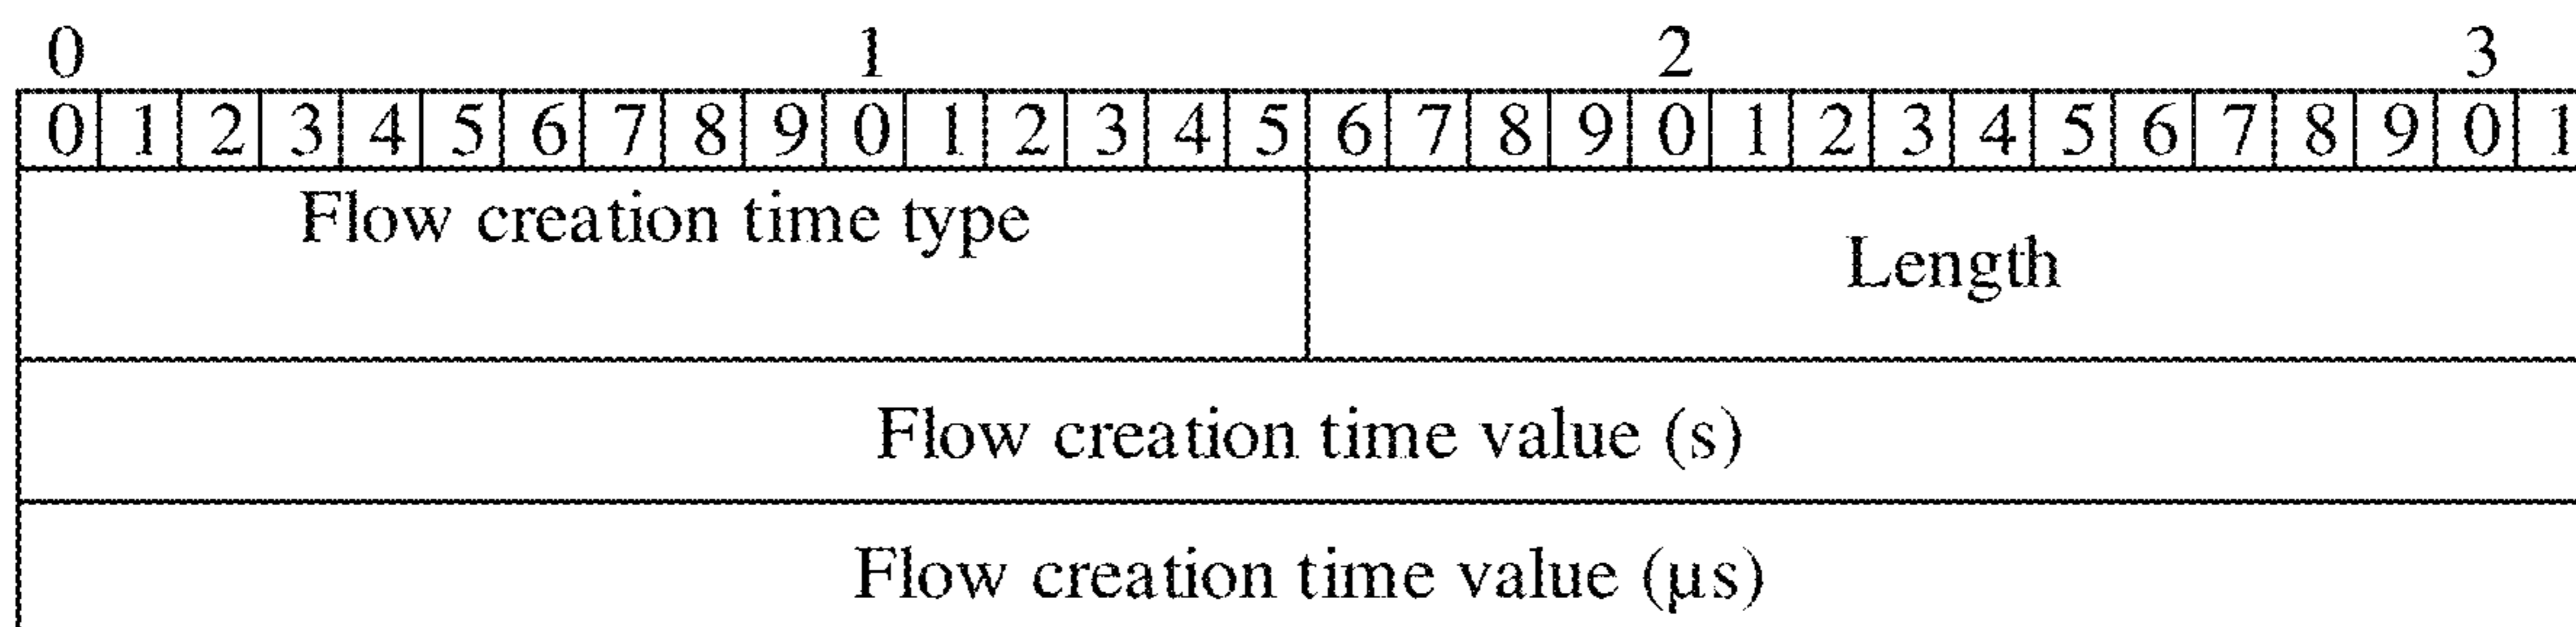 0 1 2 3
0 1 2 3 4 5 6 7 8 9 0 1 2 3 4 5 6 7 8 9 0 1 2 3 4 5 6 7 8 9 0 1
Flow creation time type
Length
Flow creation time value (s)
Flow creation time value (µs)